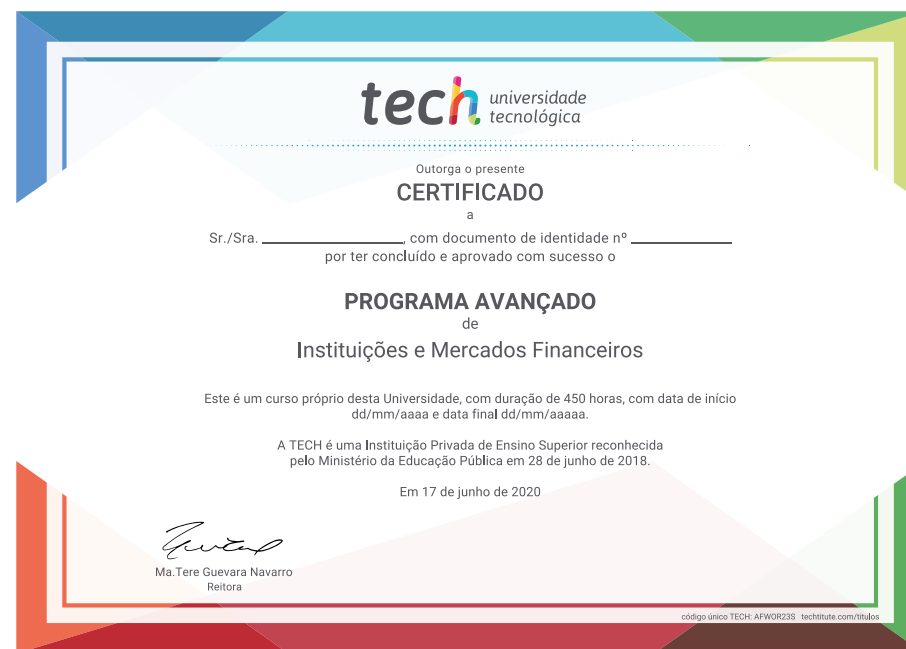 tech universidade
tecnológica
Outorga o presente
CERTIFICADO
a
Sr./Sra. ____________, com documento de identidade nº ____________
por ter concluído e aprovado com sucesso o
PROGRAMA AVANÇADO
de
Instituições e Mercados Financeiros
Este é um curso próprio desta Universidade, com duração de 450 horas, com data de início
dd/mm/aaaa e data final dd/mm/aaaaa.
A TECH é uma Instituição Privada de Ensino Superior reconhecida
pelo Ministério da Educação Pública em 28 de junho de 2018.
Em 17 de junho de 2020
Ma.Tere Guevara Navarro
Reitora
código único TECH: AFWOR23S techtitute.com/titulos